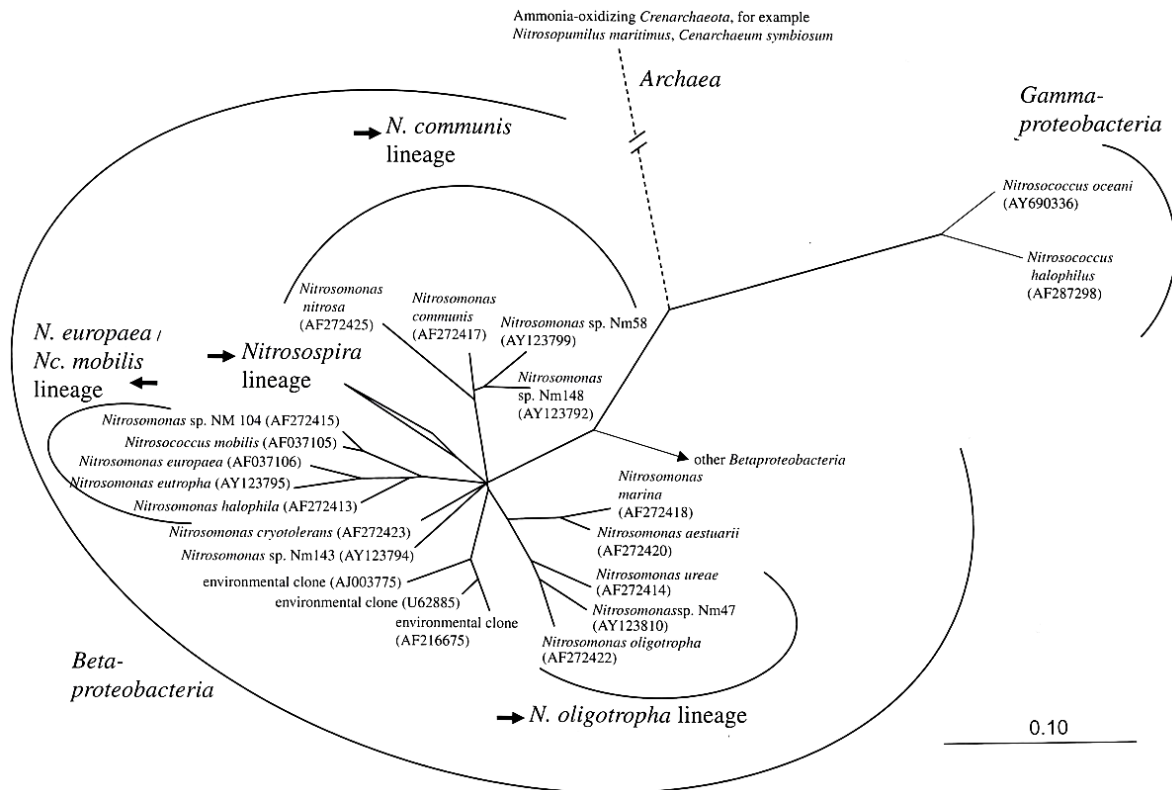 Ammonia-oxidizing Crenarchaeota, for example
Nitrosopumilus maritimus, Cenarchaeum symbiosum
Archaea
Gamma-
proteobacteria
N. communis
lineage
Nitrosococcus oceani
(AY690336)
Nitrosococcus
halophilus
(AF287298)
Nitrosomonas
nitrosa
(AF272425)
Nitrosomonas
communis
(AF272417)
Nitrosomonas sp. Nm58
(AY123799)
Nitrosomonas
sp. Nm148
(AY123792)
N. europaea /
Nc. mobilis
lineage
Nitrosospira
lineage
Nitrosomonas sp. NM 104 (AF272415)
Nitrosococcus mobilis (AF037105)
Nitrosomonas europaea (AF037106)
Nitrosomonas eutropha (AY123795)
Nitrosomonas halophila (AF272413)
Nitrosomonas cryotolerans (AF272423)
Nitrosomonas sp. Nm143 (AY123794)
environmental clone (AJ003775)
environmental clone (U62885)
environmental clone
(AF216675)
other Betaproteobacteria
Nitrosomonas
marina
(AF272418)
Nitrosomonas aestuarii
(AF272420)
Nitrosomonas ureae
(AF272414)
Nitrosomonassp. Nm47
(AY123810)
Nitrosomonas oligotropha
(AF272422)
Beta-
proteobacteria
N. oligotropha lineage
0.10